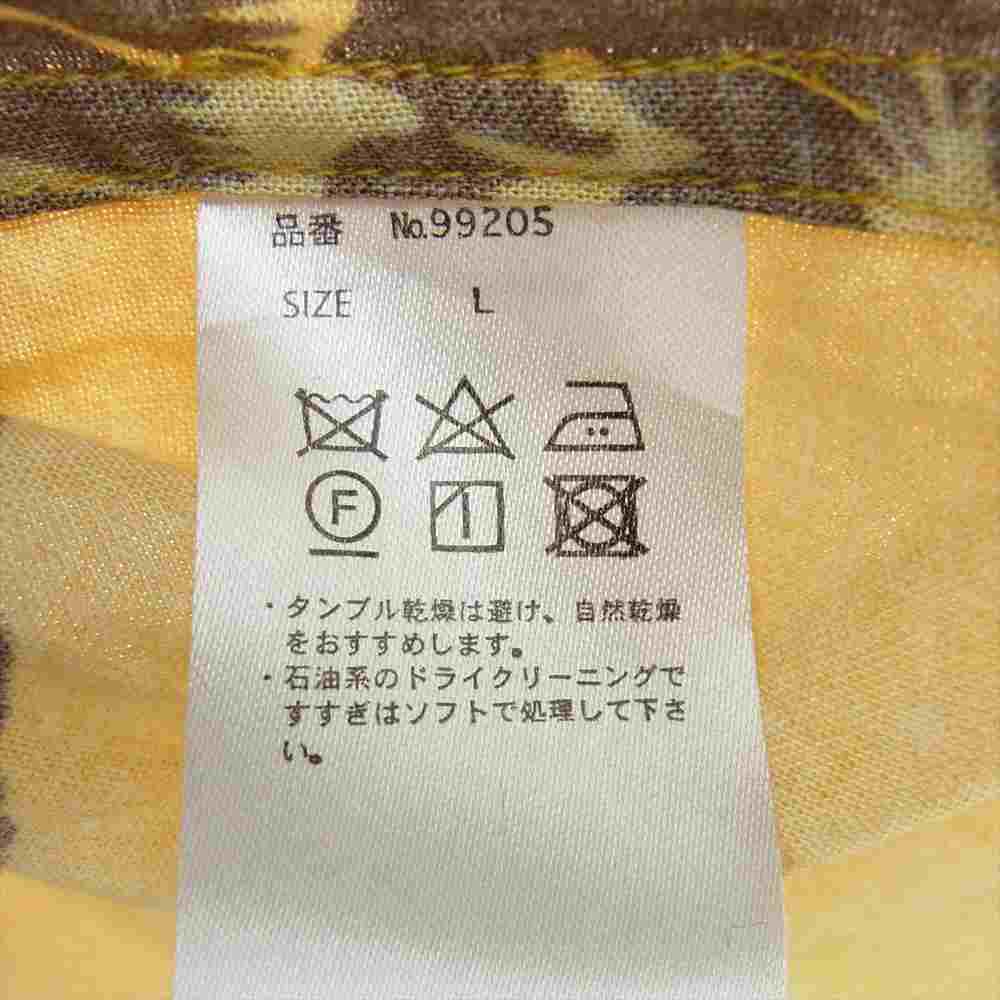 品番 No.99205
SIZE L
F
・タンブル乾燥は避け、自然乾燥
をおすすめします。
・石油系のドライクリーニングで
すすぎはソフトで処理して下さ
い。